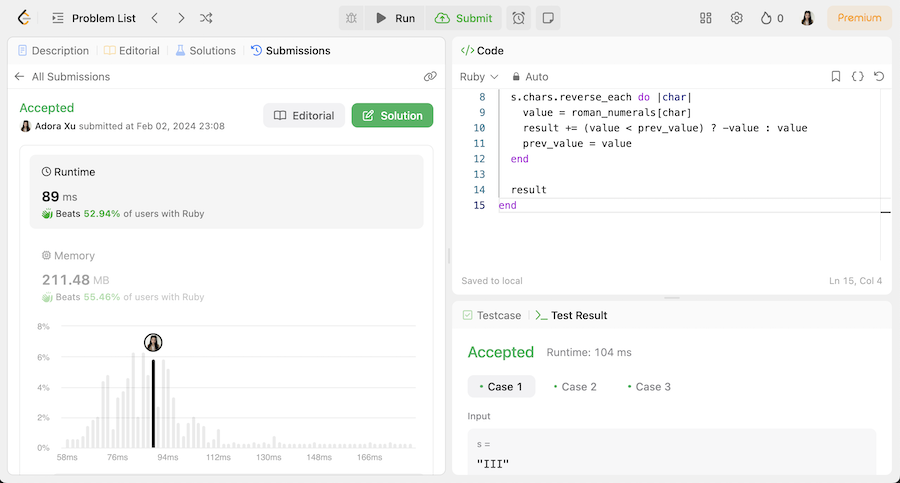 Problem List
Run
Submit
0
Premium
Description
Editorial
Solutions
Submissions
All Submissions
Accepted
Adora Xu submitted at Feb 02, 2024 23:08
Editorial
Solution
Runtime
89 ms
Beats 52.94% of users with Ruby
Memory
211.48 MB
Beats 55.46% of users with Ruby
8%
6%
4%
2%
0%
58ms 76ms 94ms 112ms 130ms 148ms 166ms
</> Code
Ruby
Auto
8 s.chars.reverse_each do |char|
9 value = roman_numerals[char]
10 result += (value < prev_value) ? -value : value
11 prev_value = value
12 end
13
14 result
15 end
Saved to local
Ln 15, Col 4
Testcase
Test Result
Accepted Runtime: 104 ms
• Case 1 • Case 2 • Case 3
Input
s =
"III"